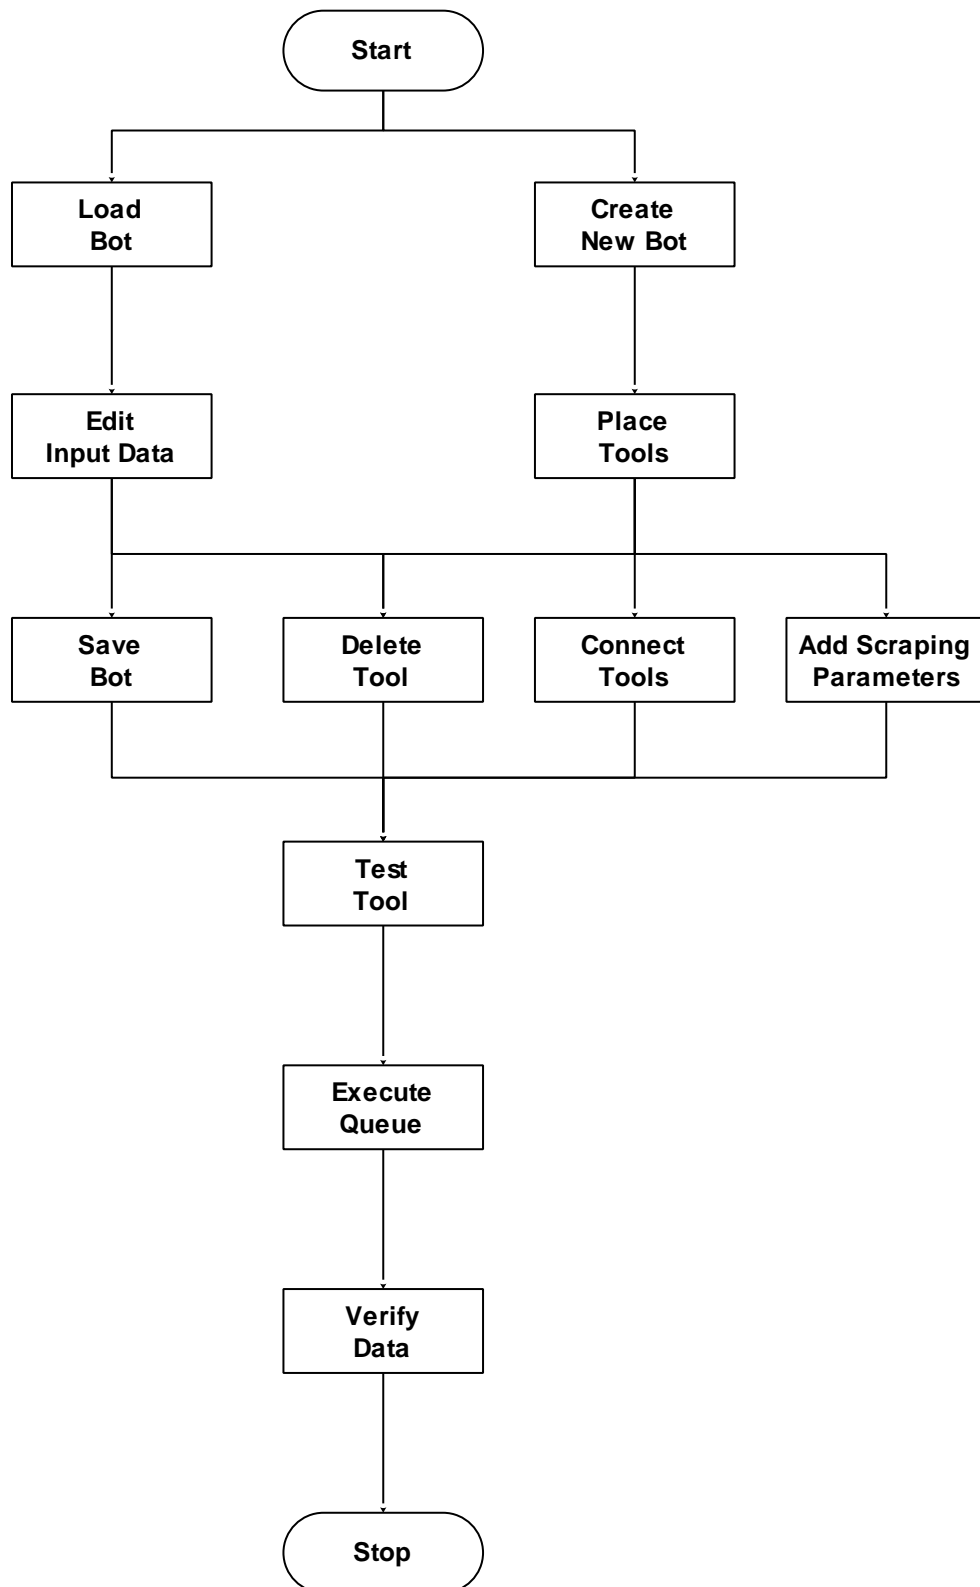 Start
Load
Bot
Create
New Bot
Edit
Input Data
Place
Tools
Save
Bot
Delete
Tool
Connect
Tools
Add Scraping
Parameters
Test
Tool
Execute
Queue
Verify
Data
Stop